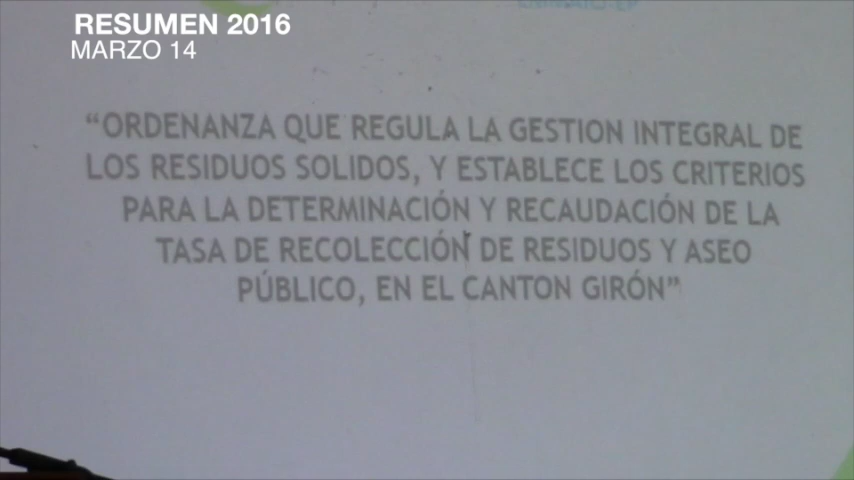 RESUMEN 2016
MARZO 14
“ORDENANZA QUE REGULA LA GESTION INTEGRAL DE
LOS RESIDUOS SOLIDOS, Y ESTABLECE LOS CRITERIOS
PARA LA DETERMINACIÓN Y RECAUDACIÓN DE LA
TASA DE RECOLECCIÓN DE RESIDUOS Y ASEO
PÚBLICO, EN EL CANTON GIRÓN”